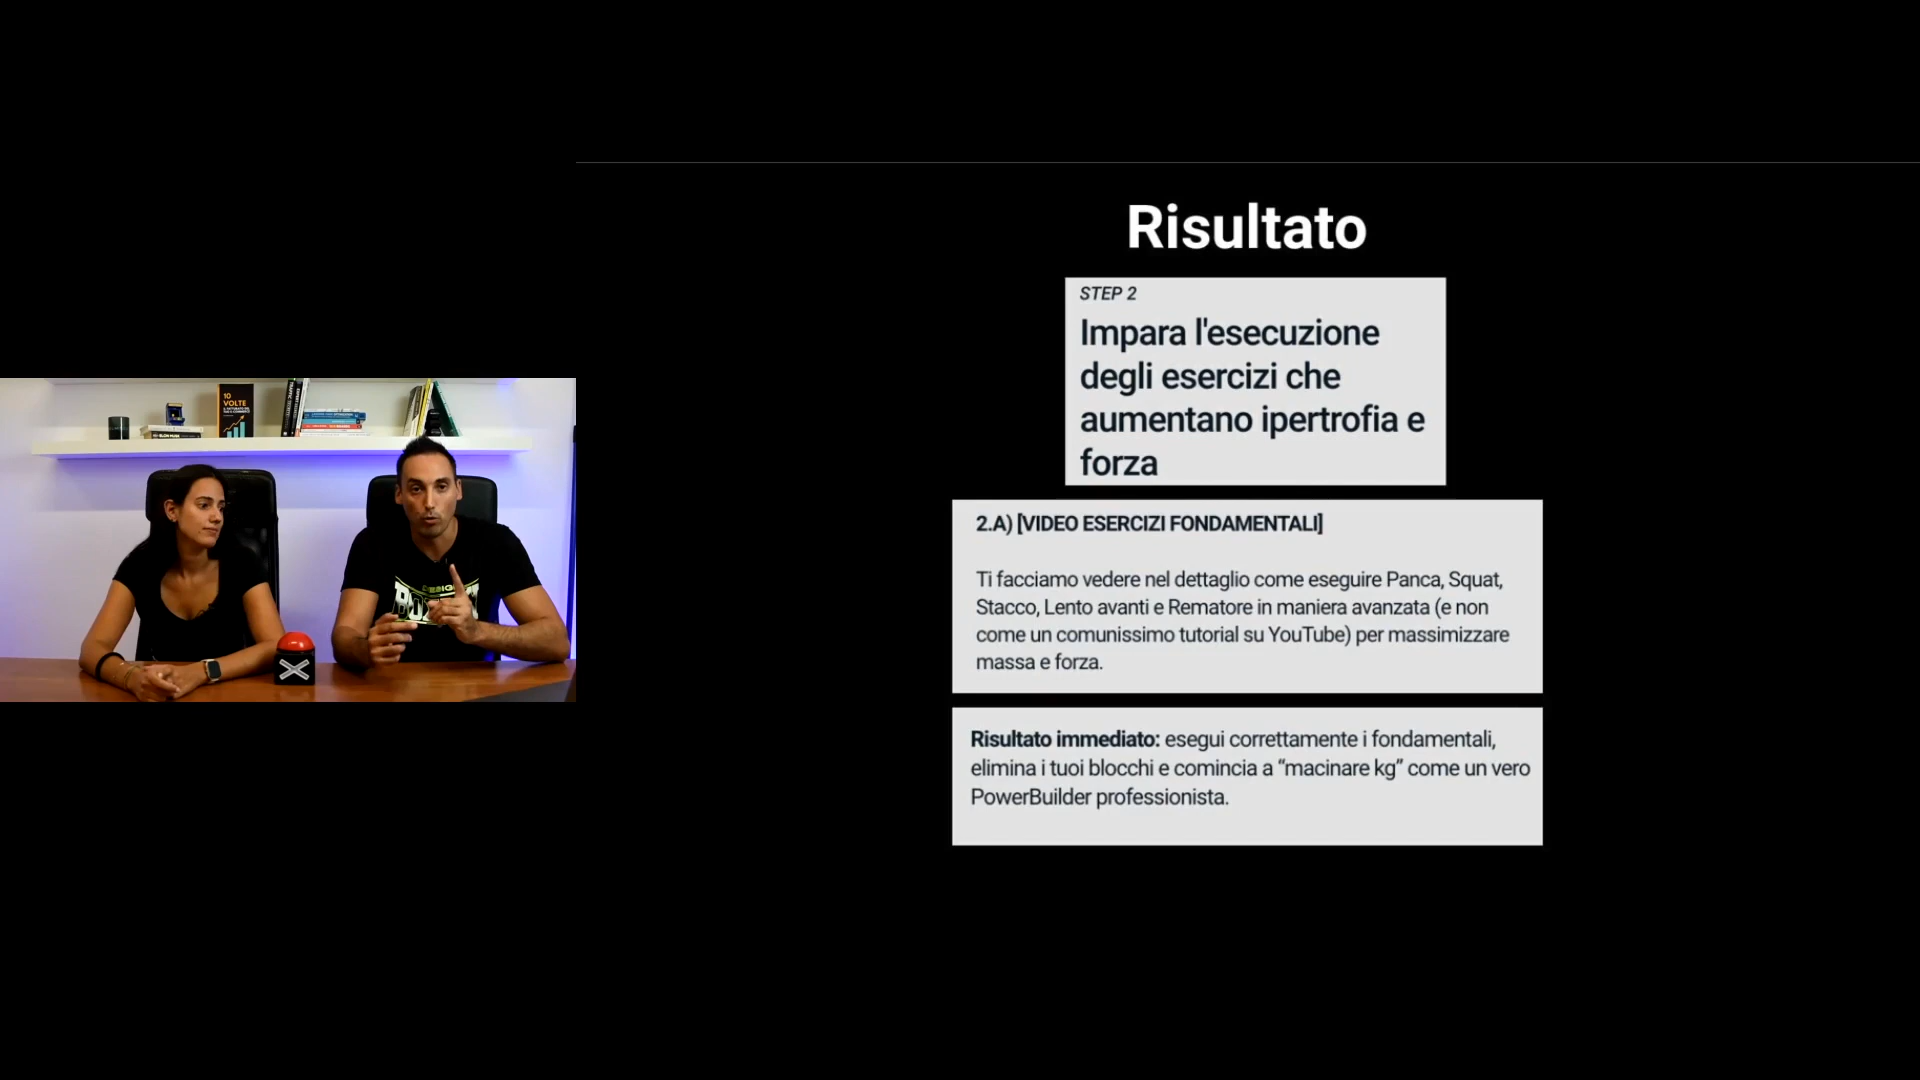 Risultato
STEP 2
Impara l'esecuzione
degli esercizi che
aumentano ipertrofia e
forza
2.A) [VIDEO ESERCIZI FONDAMENTALI]
Ti facciamo vedere nel dettaglio come eseguire Panca, Squat,
Stacco, Lento avanti e Rematore in maniera avanzata (e non
come un comunissimo tutorial su YouTube) per massimizzare
massa e forza.
Risultato immediato: esegui correttamente i fondamentali,
elimina i tuoi blocchi e comincia a “macinare kg” come un vero
PowerBuilder professionista.
10
VOLTE